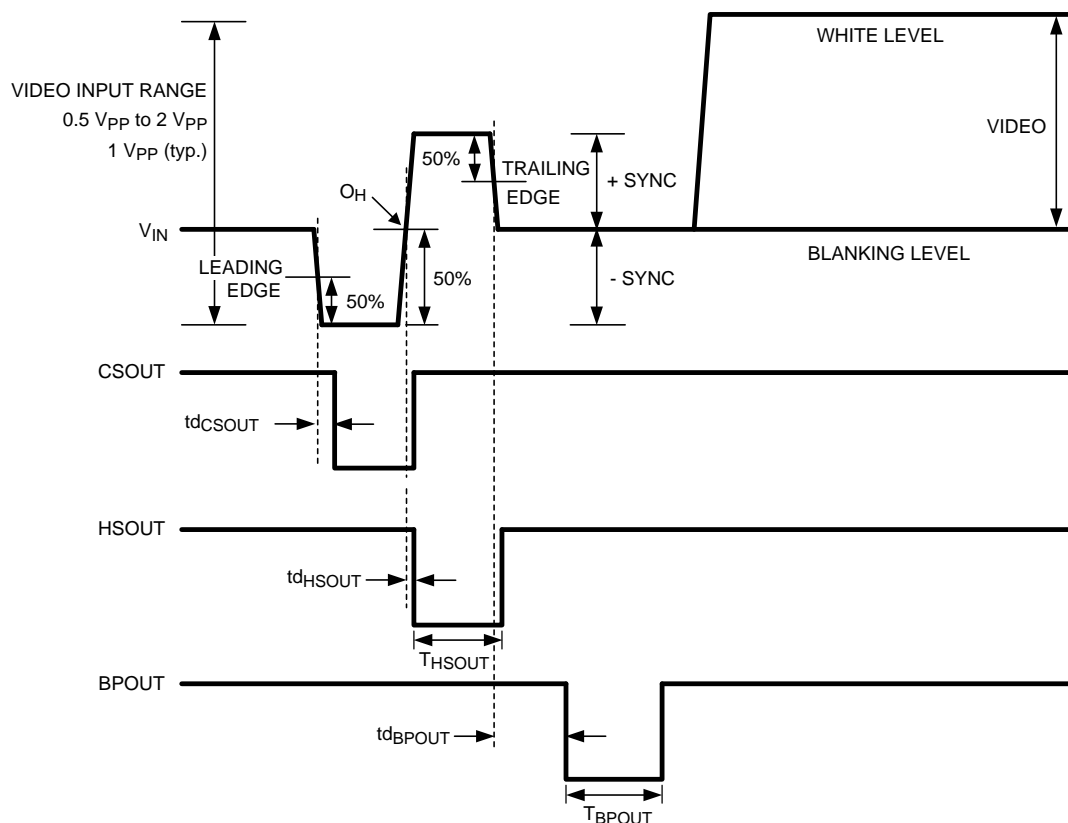 WHITE LEVEL
VIDEO INPUT RANGE
0.5 VPP to 2 VPP
1 VPP (typ.)
VIDEO
50%
TRAILING
EDGE
+ SYNC
OH
VIN
BLANKING LEVEL
LEADING
EDGE
50%
50%
- SYNC
CSOUT
tdCSOUT
HSOUT
tdHSOUT
THSOUT
BPOUT
tdBPOUT
TBPOUT